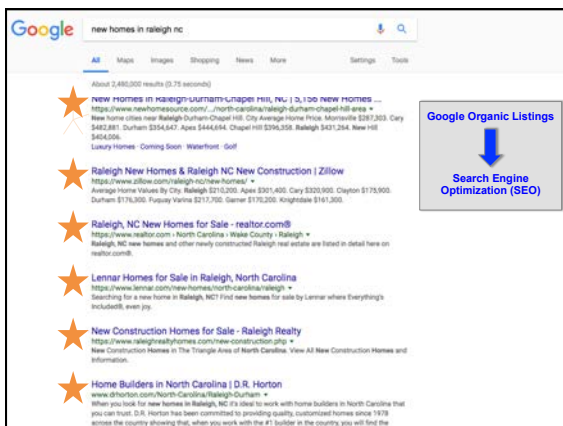 Google new homes in raleigh nc
All Maps Images Shopping News More Settings Tools
About 2,480,000 results (0.75 seconds)
New Homes in Raleigh-Durham-Chapel Hill, NC | 5,156 New Homes ...
https://www.newhomesource.com/.../north-carolina/raleigh-durham-chapel-hill-area
New home cities near Raleigh-Durham-Chapel Hill. City Average Home Price. Morrisville $287,303. Cary
$482,881. Durham $354,647. Apex $444,694. Chapel Hill $396,358. Raleigh $431,264. New Hill
$404,006.
Luxury Homes · Coming Soon · Waterfront · Golf
Google Organic Listings
Search Engine
Optimization (SEO)
Raleigh New Homes & Raleigh NC New Construction | Zillow
https://www.zillow.com/raleigh-nc/new-homes/
Average Home Values By City. Raleigh $210,200. Apex $301,400. Cary $320,900. Clayton $175,900.
Durham $176,300. Fuquay Varina $217,700. Garner $170,200. Knightdale $161,300.
Raleigh, NC New Homes for Sale - realtor.com®
https://www.realtor.com › North Carolina › Wake County › Raleigh
Raleigh, NC new homes and other newly constructed Raleigh real estate are listed in detail here on
realtor.com®.
Lennar Homes for Sale in Raleigh, North Carolina
https://www.lennar.com/new-homes/north-carolina/raleigh
Searching for a new home in Raleigh, NC? Find new homes for sale by Lennar where Everything's
Included®, even joy.
New Construction Homes for Sale - Raleigh Realty
https://www.raleighrealtyhomes.com/new-construction.php
New Construction Homes in The Triangle Area of North Carolina. View All New Construction Homes and
Information.
Home Builders in North Carolina | D.R. Horton
www.drhorton.com/North-Carolina/Raleigh-Durham
When you look for new homes in Raleigh, NC it's ideal to work with home builders in North Carolina that
you can trust. D.R. Horton has been committed to providing quality, customized homes since 1978
across the country showing that, when you work with the #1 builder in the country, you will find the